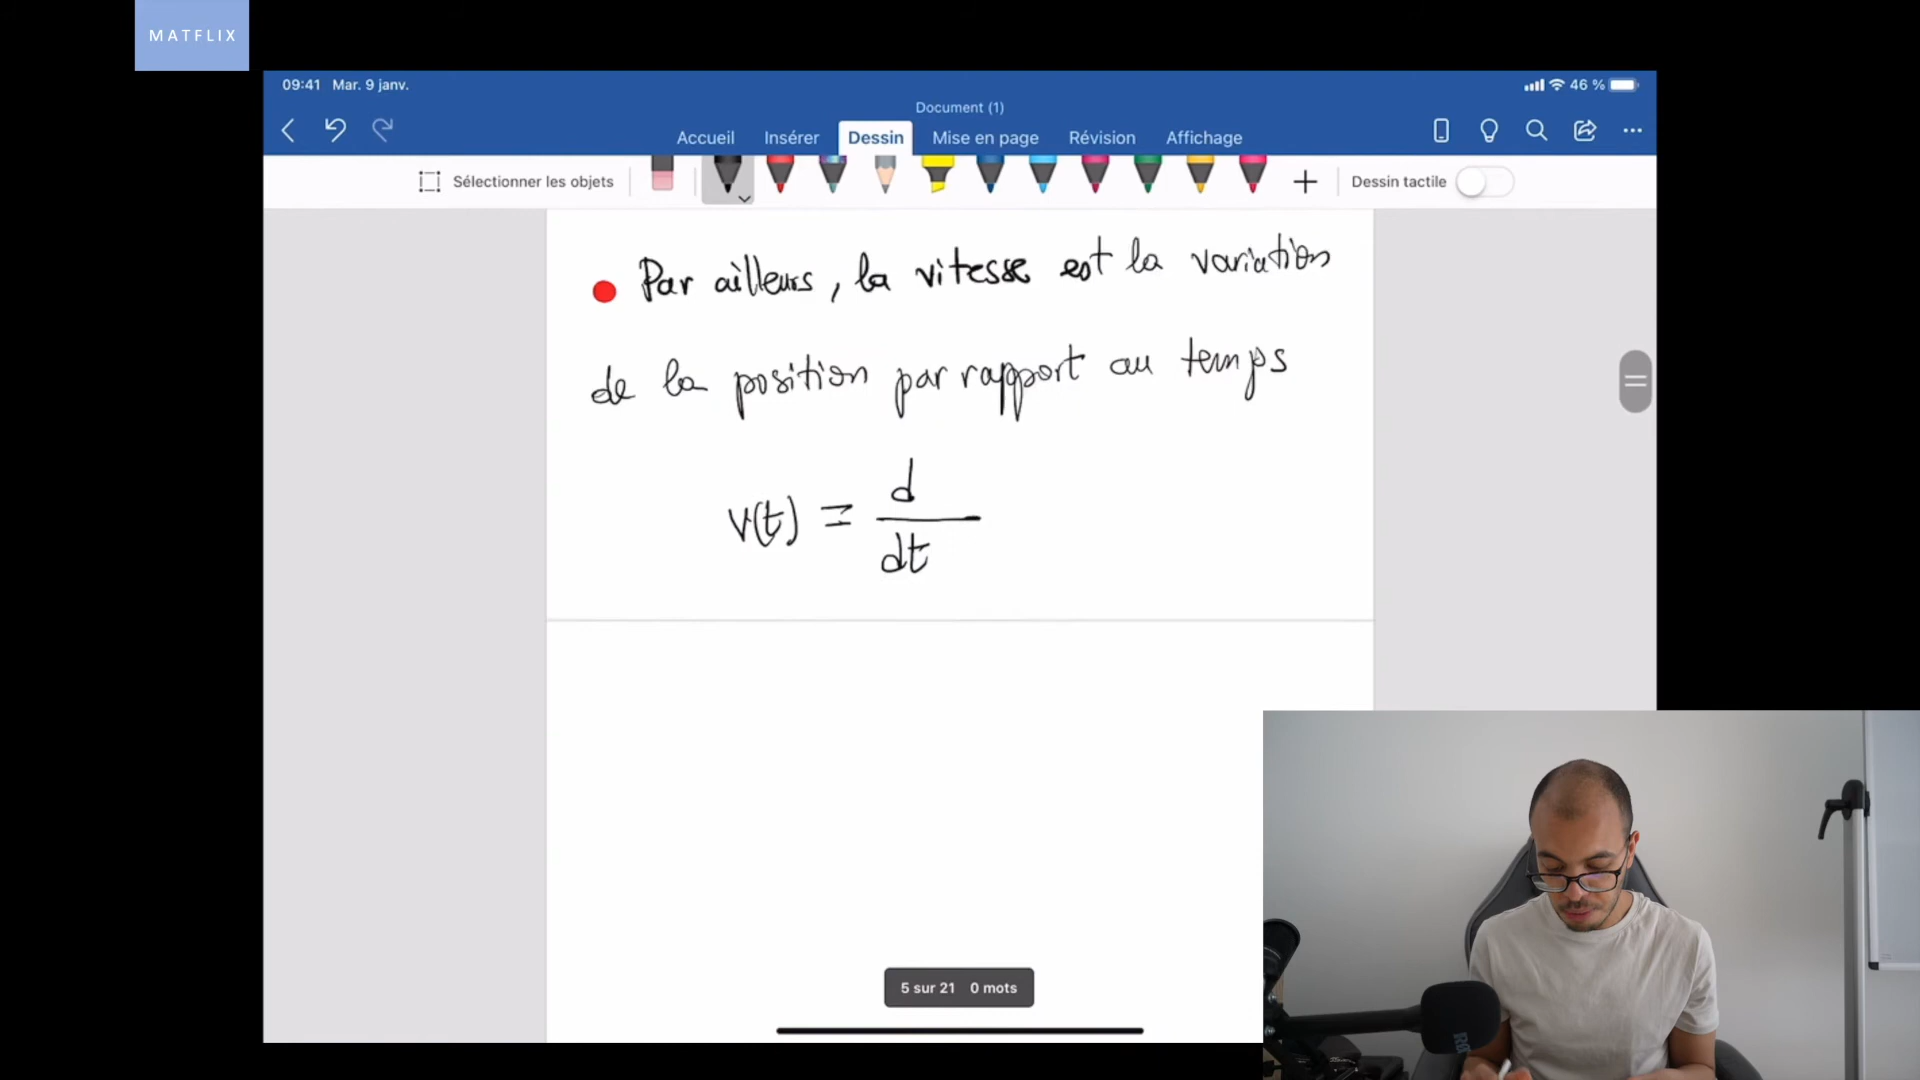 MATFLIX
09:41 Mar. 9 janv.
46 %
Document (1)
Accueil Insérer Dessin Mise en page Révision Affichage
Sélectionner les objets
Dessin tactile
Par ailleurs, la vitesse est la variation
de la position par rapport au temps
v(t) = d
dt
5 sur 21 0 mots